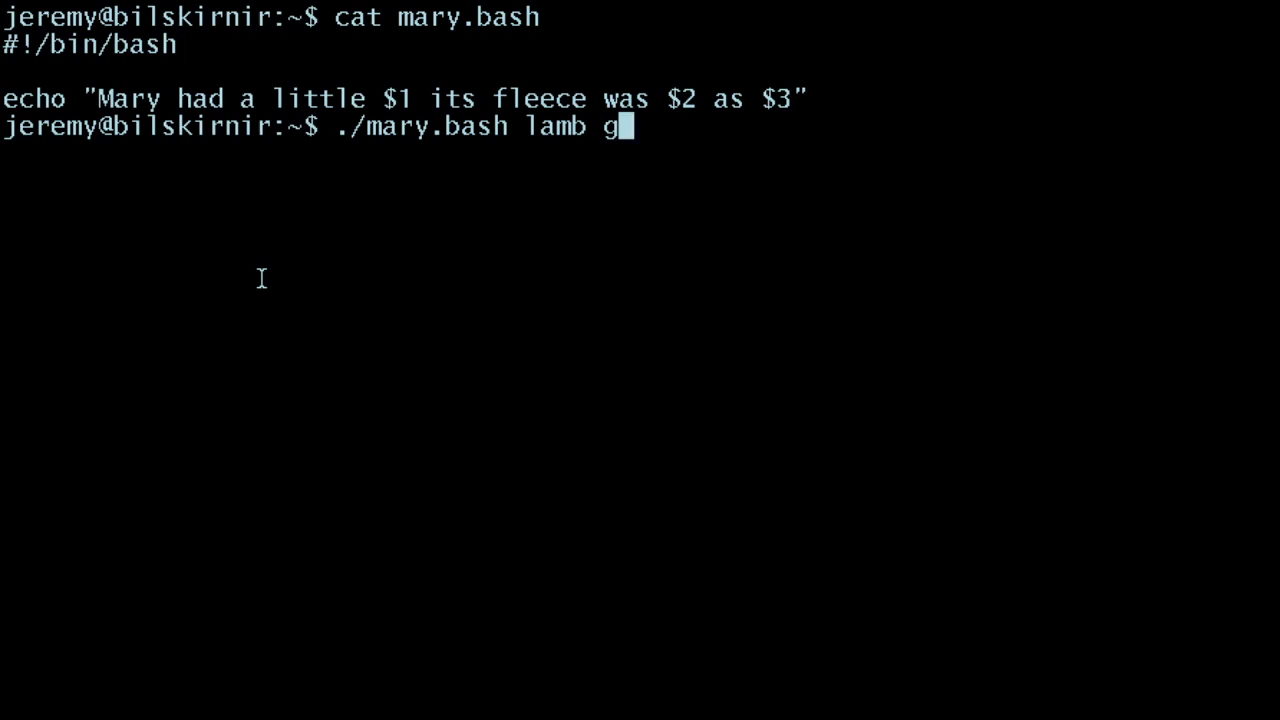 jeremy@bilskirnir:~$ cat mary.bash
#!/bin/bash
echo "Mary had a little $1 its fleece was $2 as $3"
jeremy@bilskirnir:~$ ./mary.bash lamb g